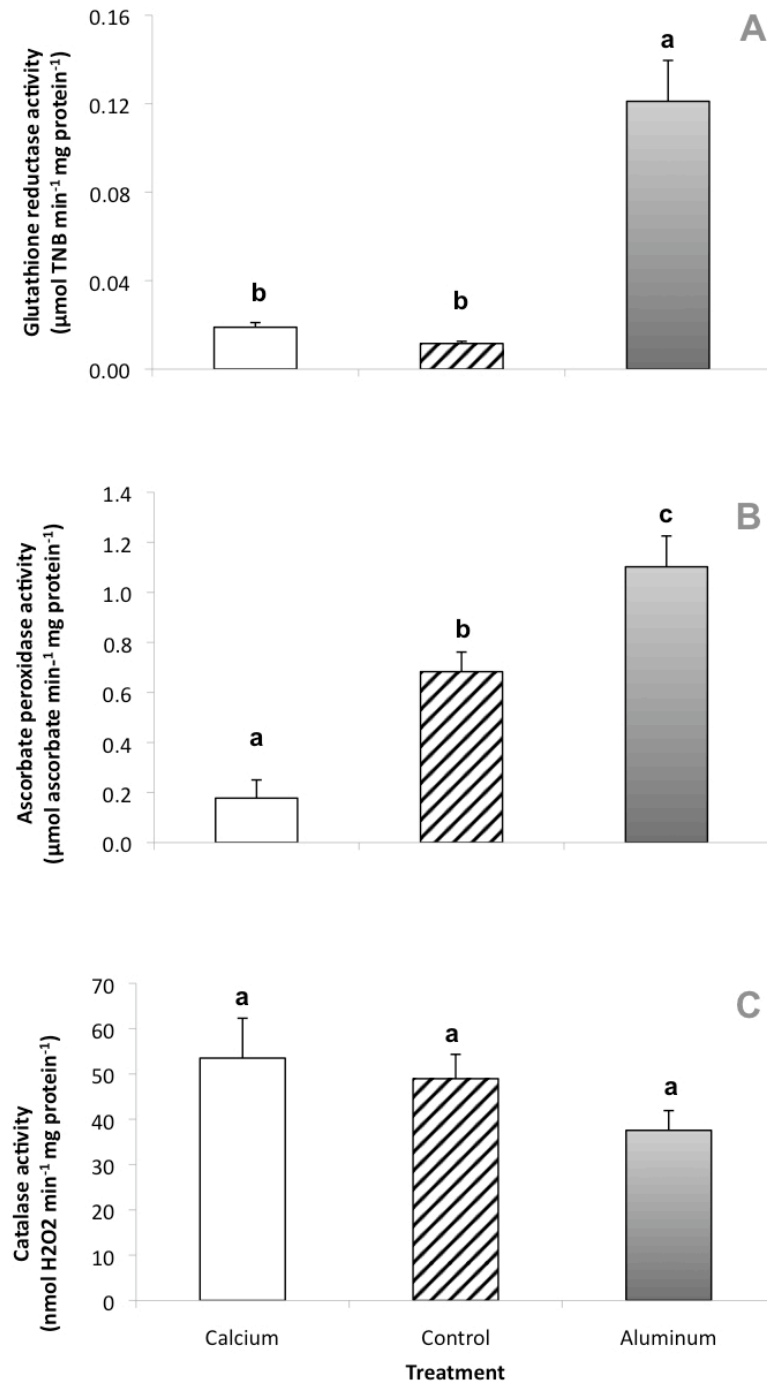 A
Glutathione reductase activity
(µmol TNB min⁻¹ mg protein⁻¹)
0.16
0.12
0.08
0.04
0.00
b
b
a
B
Ascorbate peroxidase activity
(µmol ascorbate min-¹ mg protein⁻¹)
1.4
1.2
1.0
0.8
0.6
0.4
0.2
0.0
a
b
c
C
Catalase activity
(nmol H2O2 min⁻¹ mg protein⁻¹)
70
60
50
40
30
20
10
0
a
a
a
Calcium Control Aluminum
Treatment